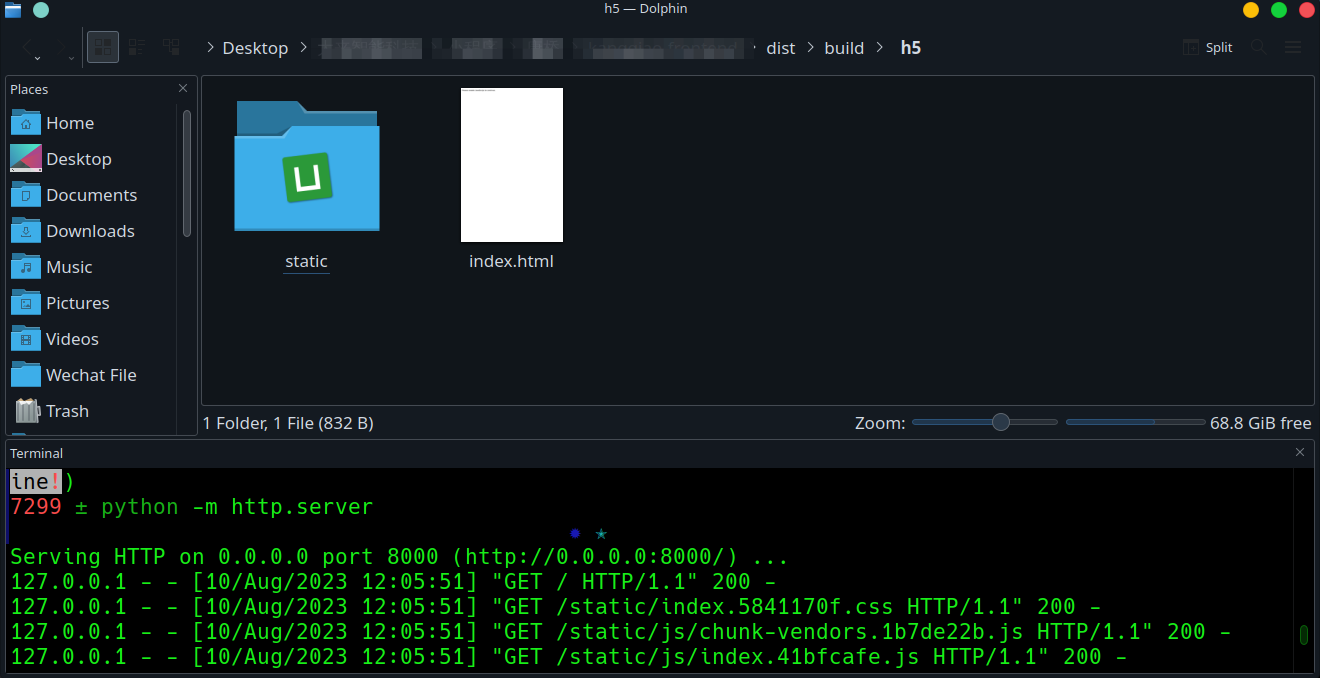 h5 — Dolphin
Desktop > dist > build > h5
Split
Places
Home
Desktop
Documents
Downloads
Music
Pictures
Videos
Wechat File
Trash
static
index.html
1 Folder, 1 File (832 B)
Zoom:
68.8 GiB free
Terminal
ine!)
7299 ± python -m http.server
Serving HTTP on 0.0.0.0 port 8000 (http://0.0.0.0:8000/) ...
127.0.0.1 - - [10/Aug/2023 12:05:51] "GET / HTTP/1.1" 200 -
127.0.0.1 - - [10/Aug/2023 12:05:51] "GET /static/index.5841170f.css HTTP/1.1" 200 -
127.0.0.1 - - [10/Aug/2023 12:05:51] "GET /static/js/chunk-vendors.1b7de22b.js HTTP/1.1" 200 -
127.0.0.1 - - [10/Aug/2023 12:05:51] "GET /static/js/index.41bfcafe.js HTTP/1.1" 200 -